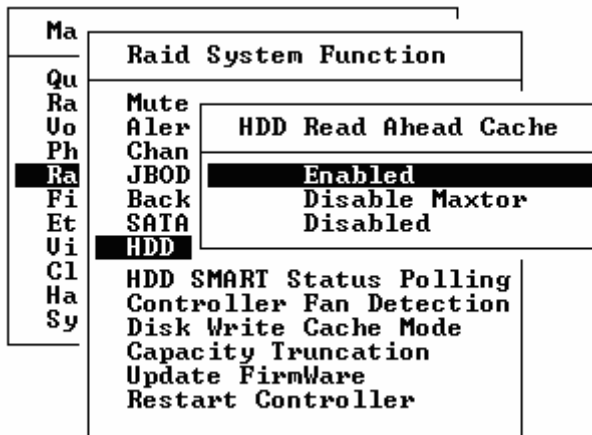 Ma
Raid System Function
Qu
Ra
Vo
Ph
Ra
Fi
Et
Vi
Cl
Ha
Sy
Mute
Aler
Chan
JBOD
Back
SATA
HDD
HDD Read Ahead Cache
Enabled
Disable Maxtor
Disabled
HDD SMART Status Polling
Controller Fan Detection
Disk Write Cache Mode
Capacity Truncation
Update FirmWare
Restart Controller